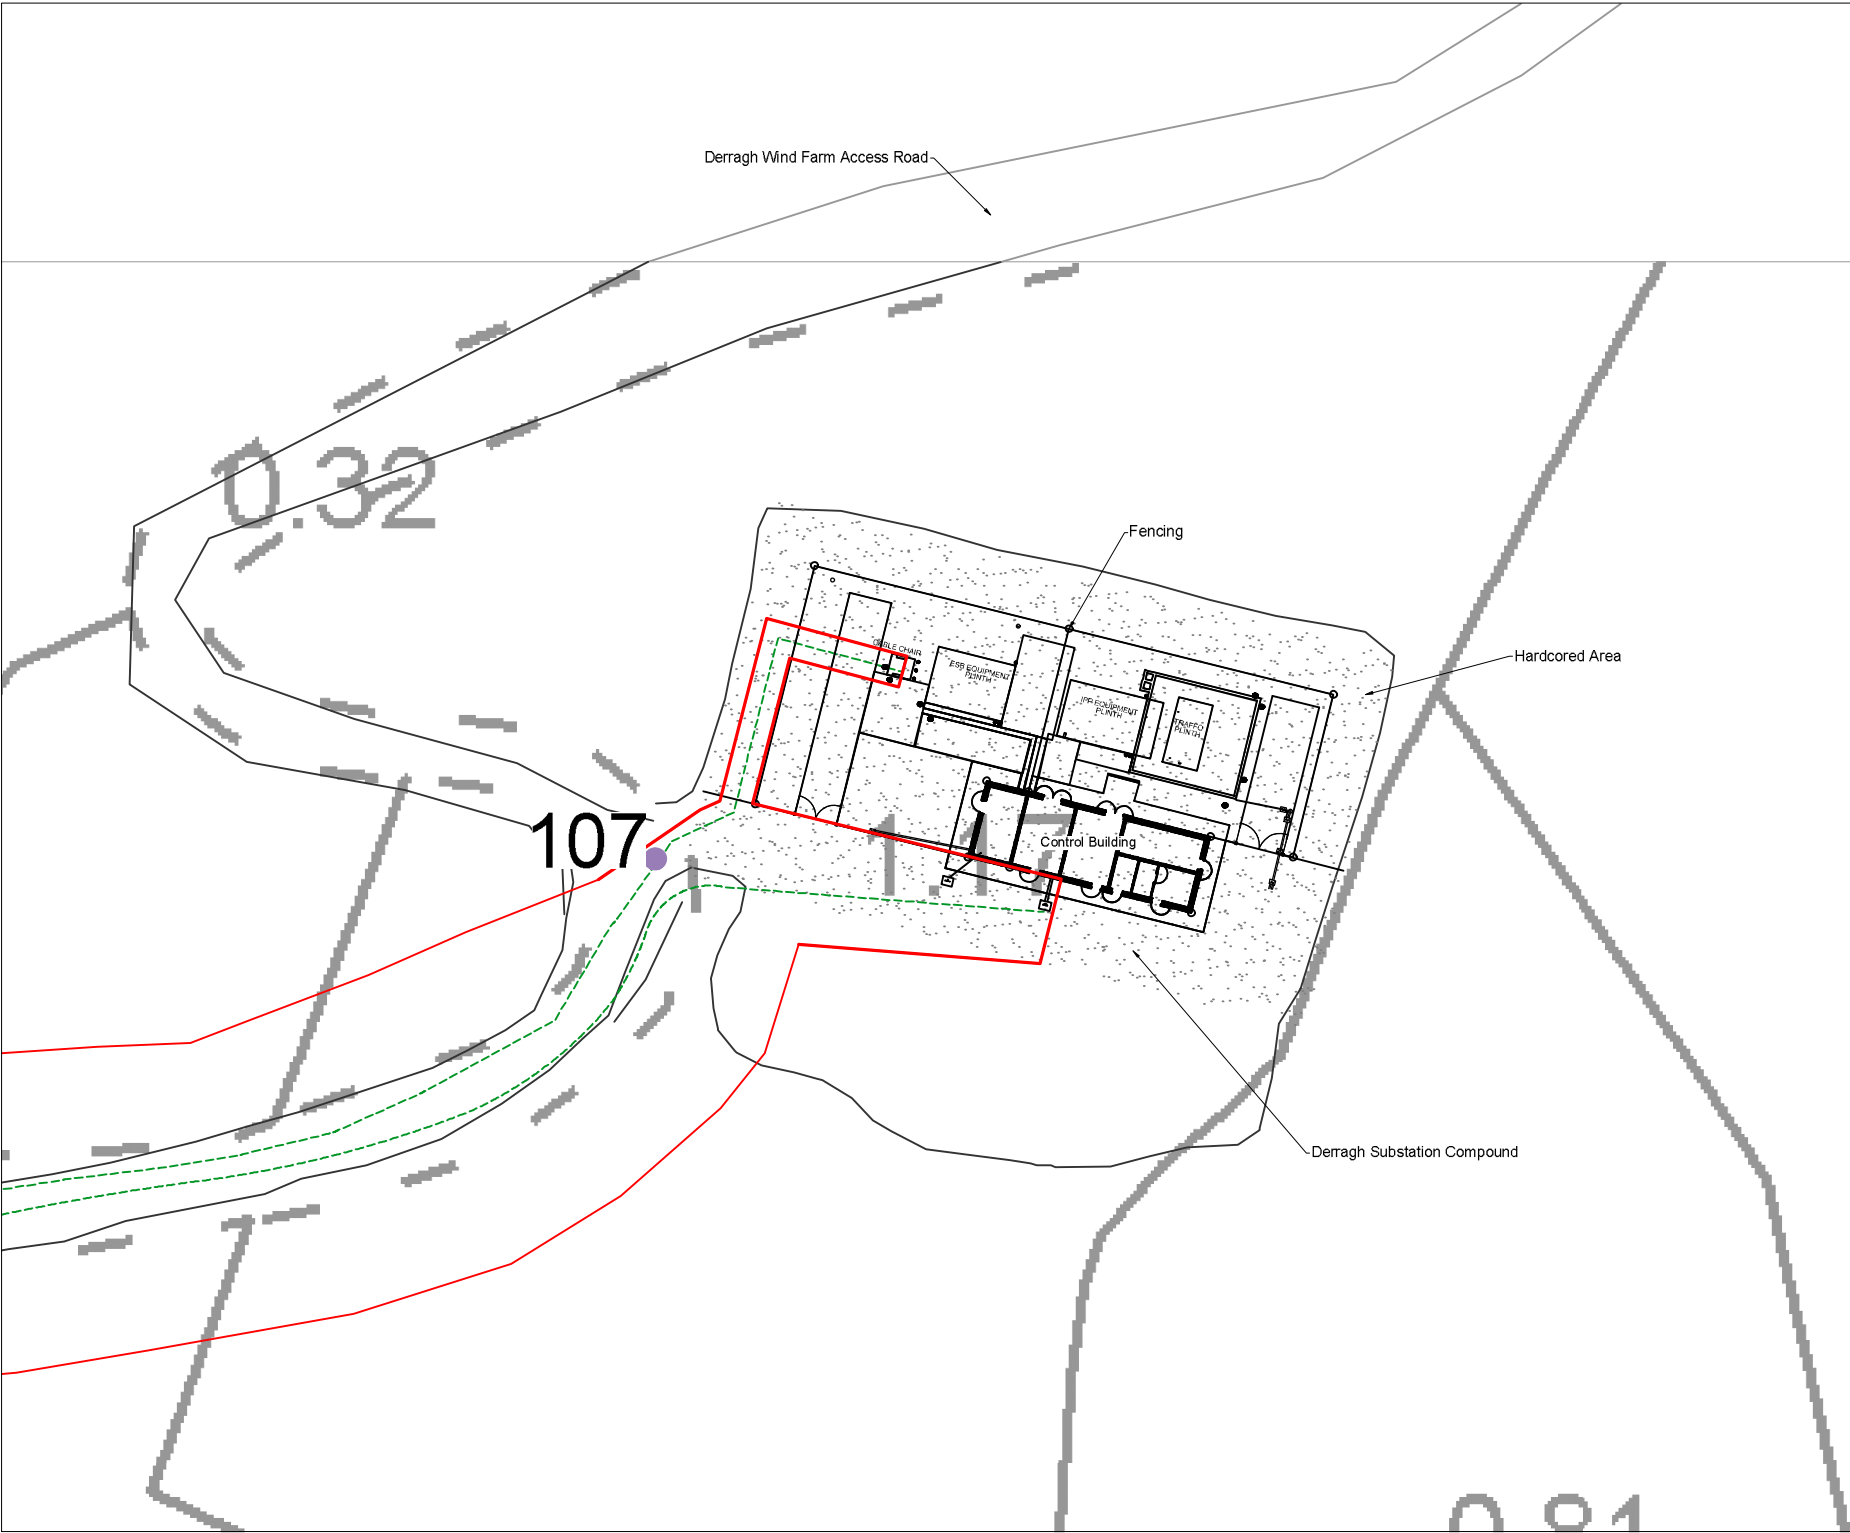 Derragh Wind Farm Access Road
0.32
Fencing
CABLE CHAIR
ESB EQUIPMENT
PLINTH
Hardcored Area
IPP EQUIPMENT
PLINTH
TRAFFO
PLINTH
107
1.17
Control Building
Derragh Substation Compound
0.81